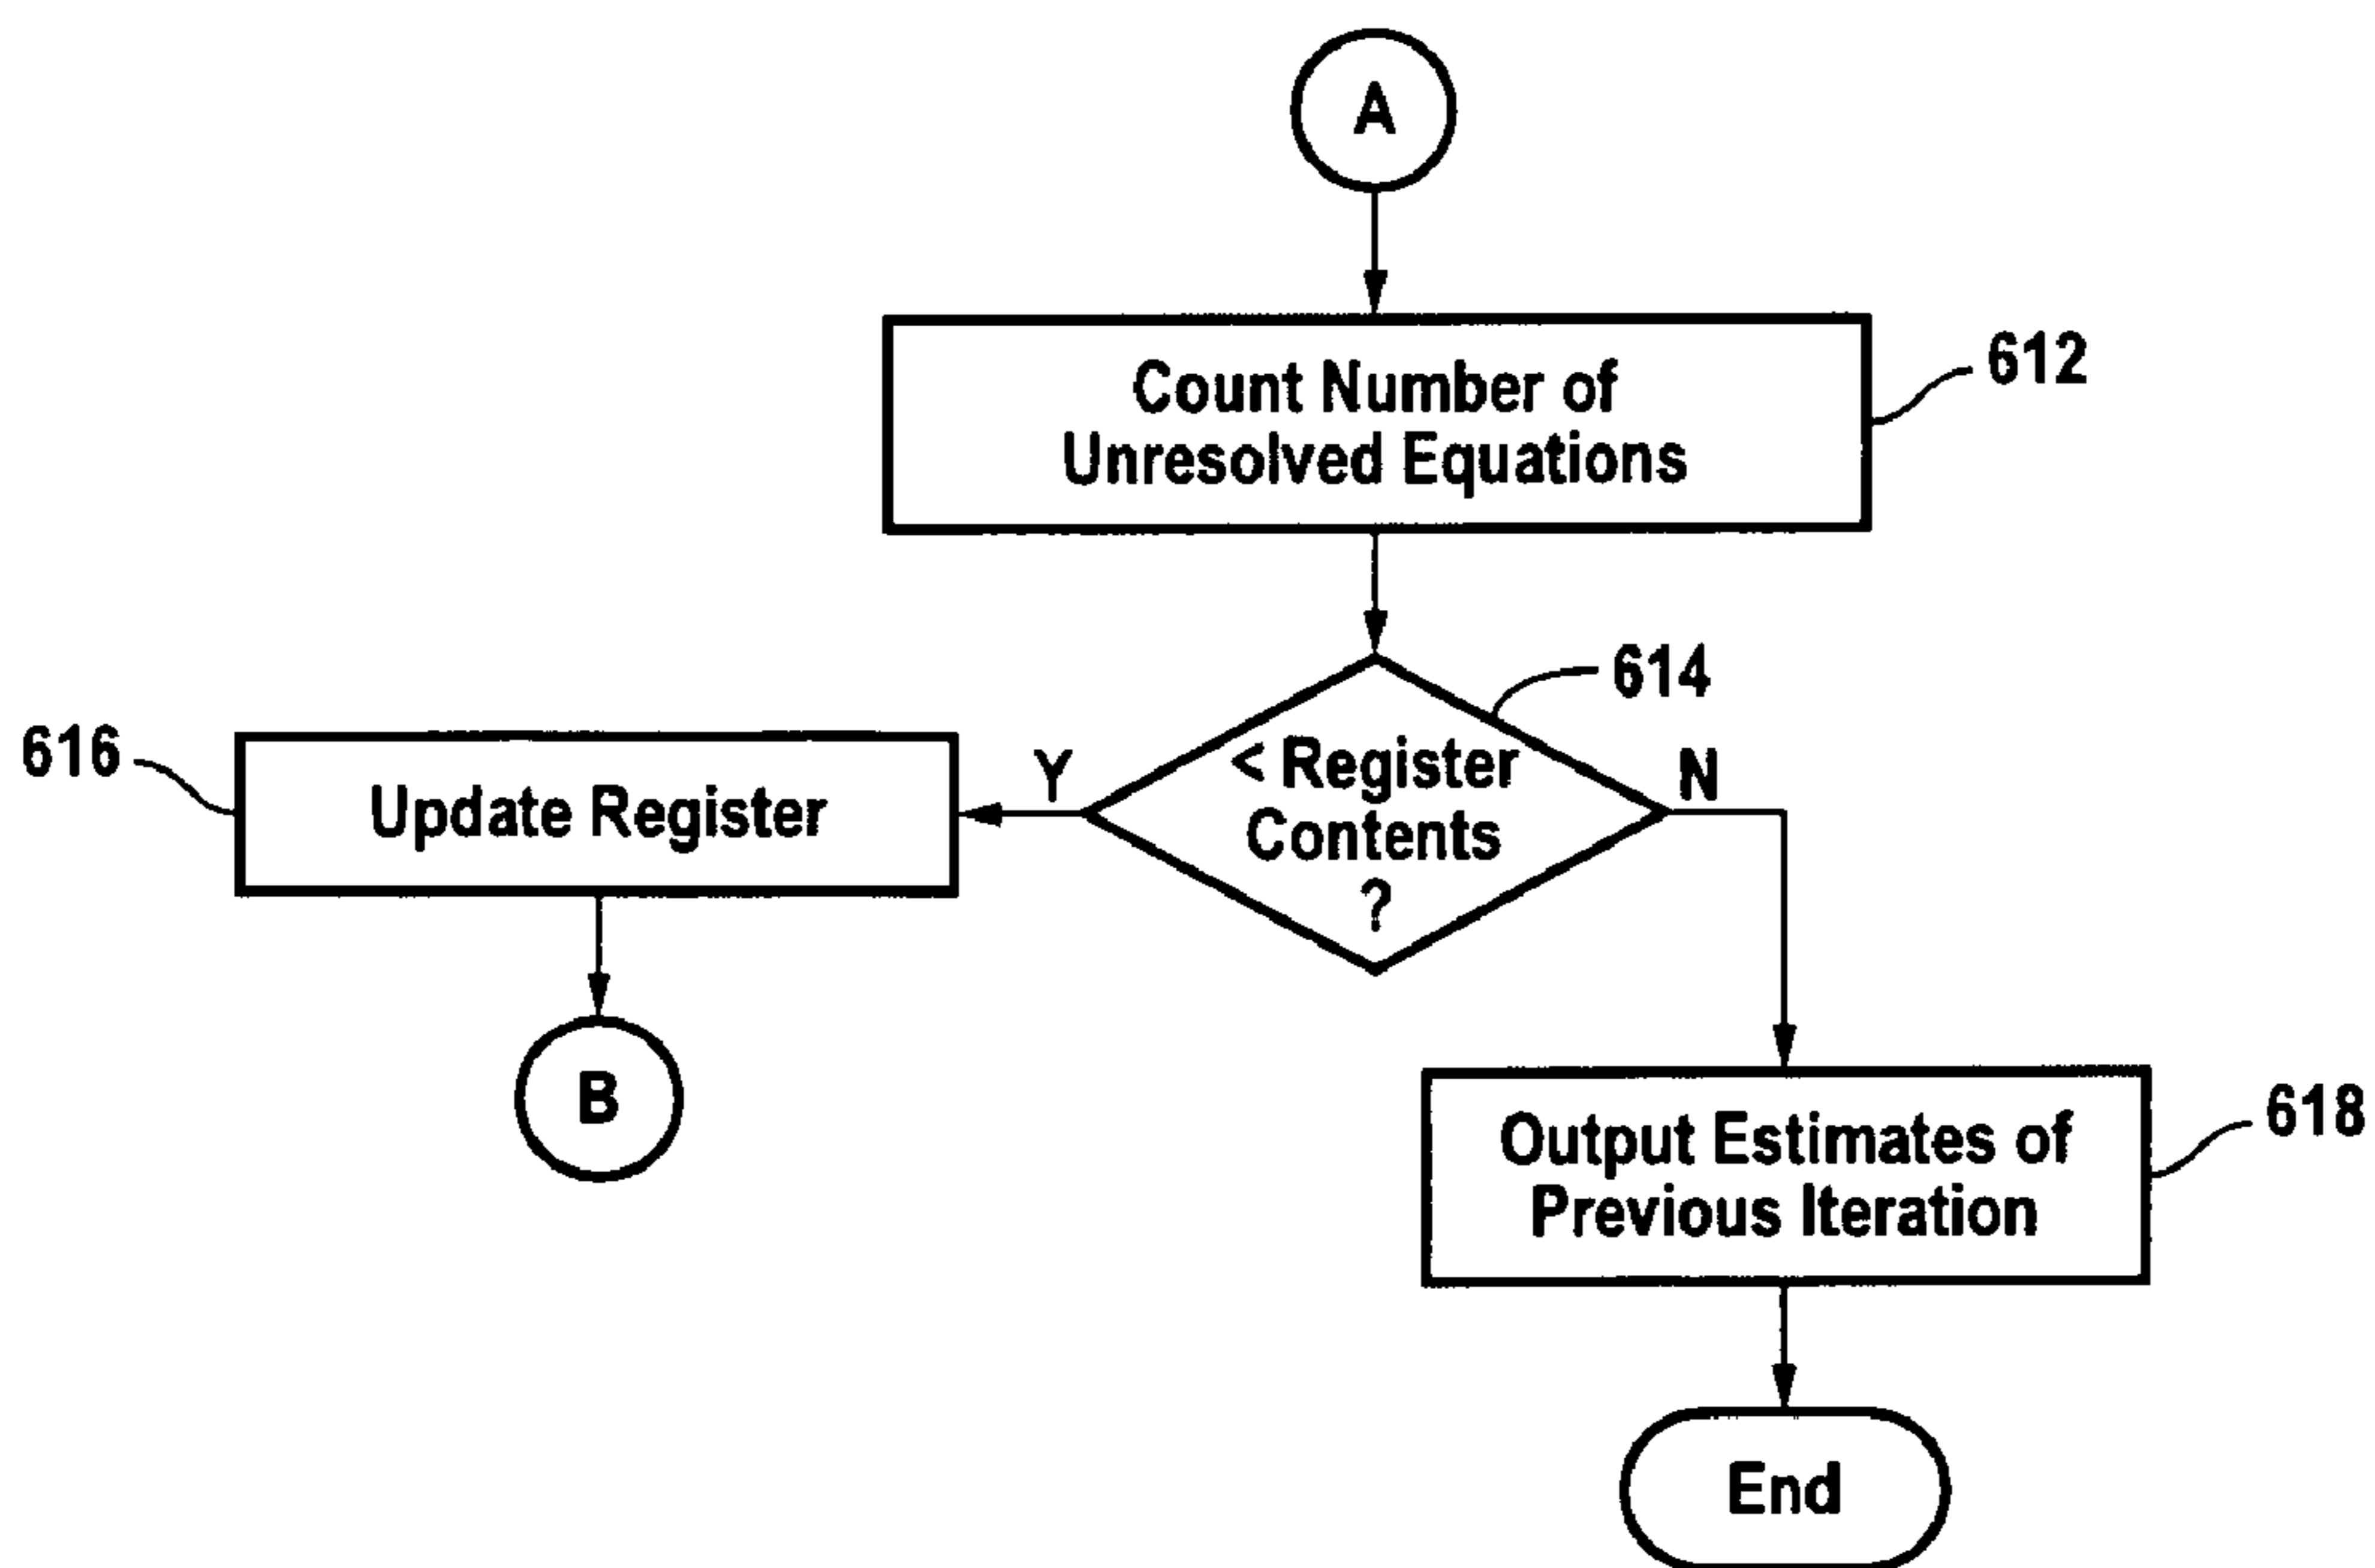 A
Count Number of
Unresolved Equations
612
614
< Register
Contents
?
Y
N
616
Update Register
B
Output Estimates of
Previous Iteration
618
End